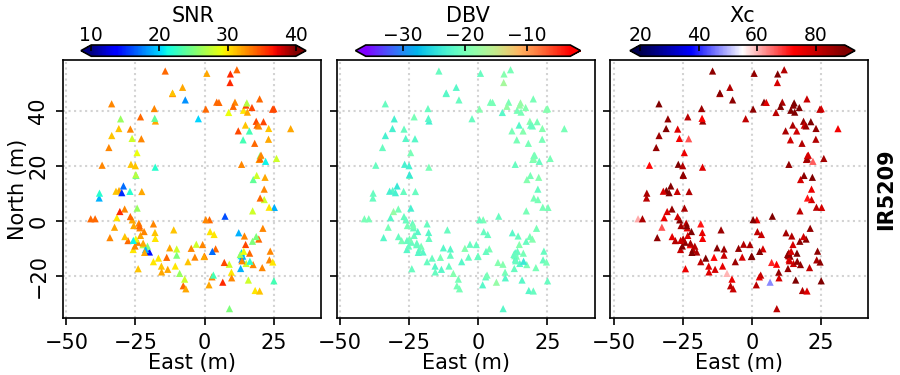 SNR DBV Xc
10 20 30 40 −30 −20 −10 20 40 60 80
North (m)
40
20
0
−20
IR5209
−50 −25 0 25 −50 −25 0 25 −50 −25 0 25
East (m) East (m) East (m)